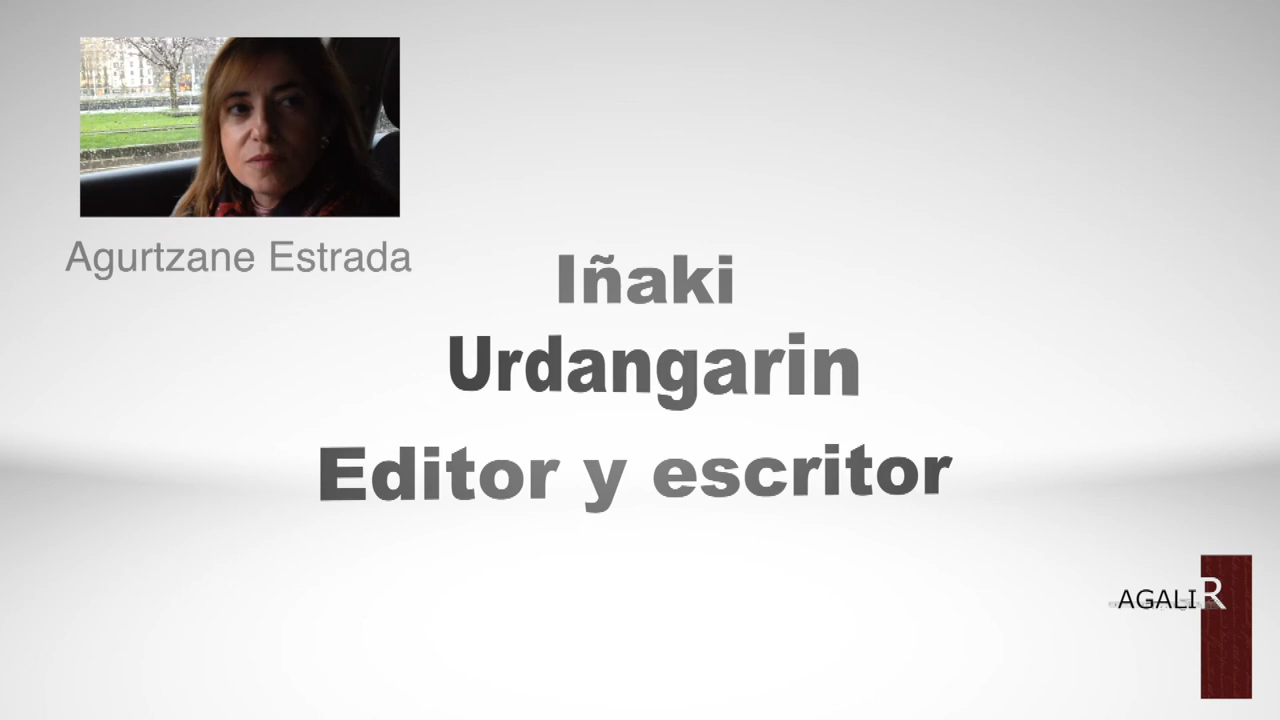 Agurtzane Estrada
Iñaki
Urdangarin
Editor y escritor
AGALIR